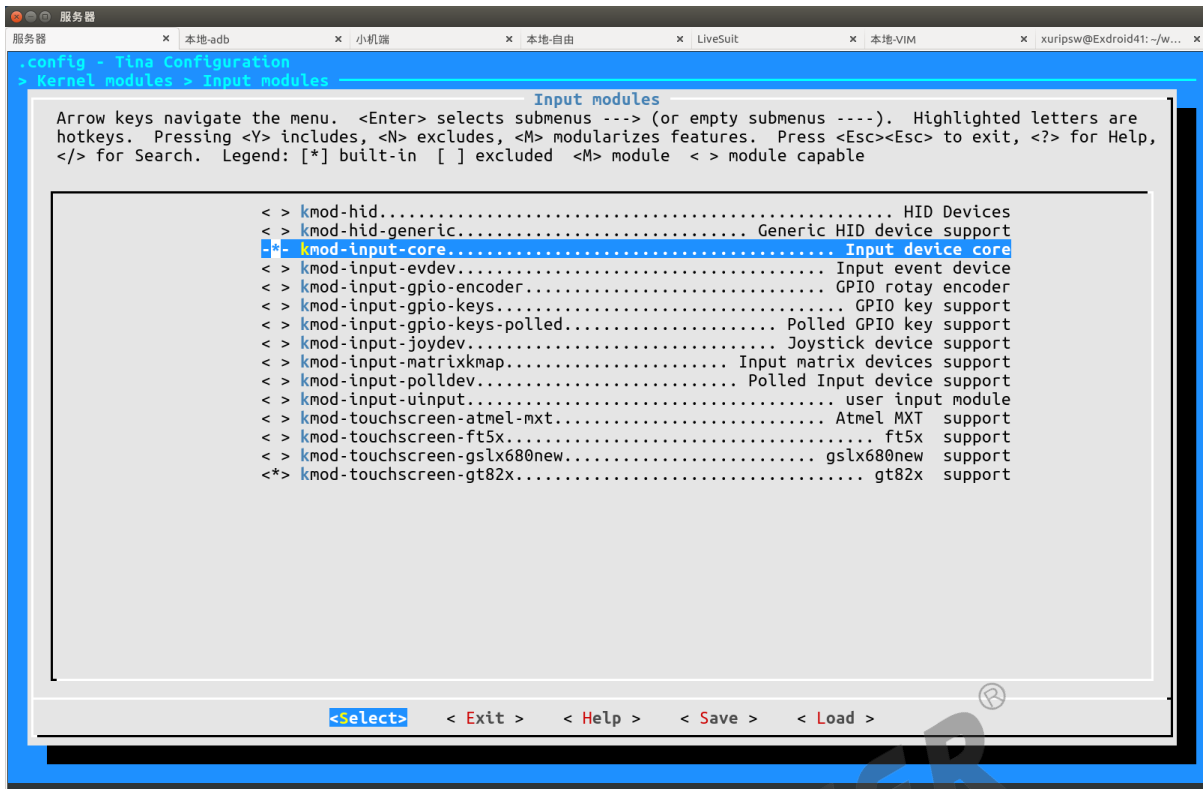 服务器
服务器 × 本地-adb × 小机端 × 本地-自由 × LiveSuit × 本地-VIM × xuripsw@Exdroid41: ~/w... ×
.config - Tina Configuration
> Kernel modules > Input modules
Input modules
Arrow keys navigate the menu.  <Enter> selects submenus ---> (or empty submenus ----).  Highlighted letters are
hotkeys.  Pressing <Y> includes, <N> excludes, <M> modularizes features.  Press <Esc><Esc> to exit, <?> for Help,
</> for Search.  Legend: [*] built-in  [ ] excluded  <M> module  < > module capable
< > kmod-hid..................................................... HID Devices
< > kmod-hid-generic.............................. Generic HID device support
-*- kmod-input-core........................................ Input device core
< > kmod-input-evdev...................................... Input event device
< > kmod-input-gpio-encoder............................... GPIO rotay encoder
< > kmod-input-gpio-keys.................................... GPIO key support
< > kmod-input-gpio-keys-polled...................... Polled GPIO key support
< > kmod-input-joydev................................ Joystick device support
< > kmod-input-matrixkmap....................... Input matrix devices support
< > kmod-input-polldev........................... Polled Input device support
< > kmod-input-uinput...................................... user input module
< > kmod-touchscreen-atmel-mxt............................ Atmel MXT  support
< > kmod-touchscreen-ft5x...................................... ft5x  support
< > kmod-touchscreen-gslx680new.......................... gslx680new  support
<*> kmod-touchscreen-gt82x.................................... gt82x  support
<Select>    < Exit >    < Help >    < Save >    < Load >
®